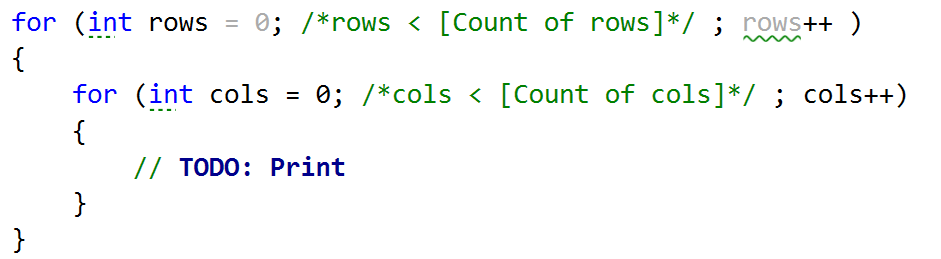 for (int rows = 0; /*rows < [Count of rows]*/ ; rows++ )
{
    for (int cols = 0; /*cols < [Count of cols]*/ ; cols++)
    {
        // TODO: Print
    }
}